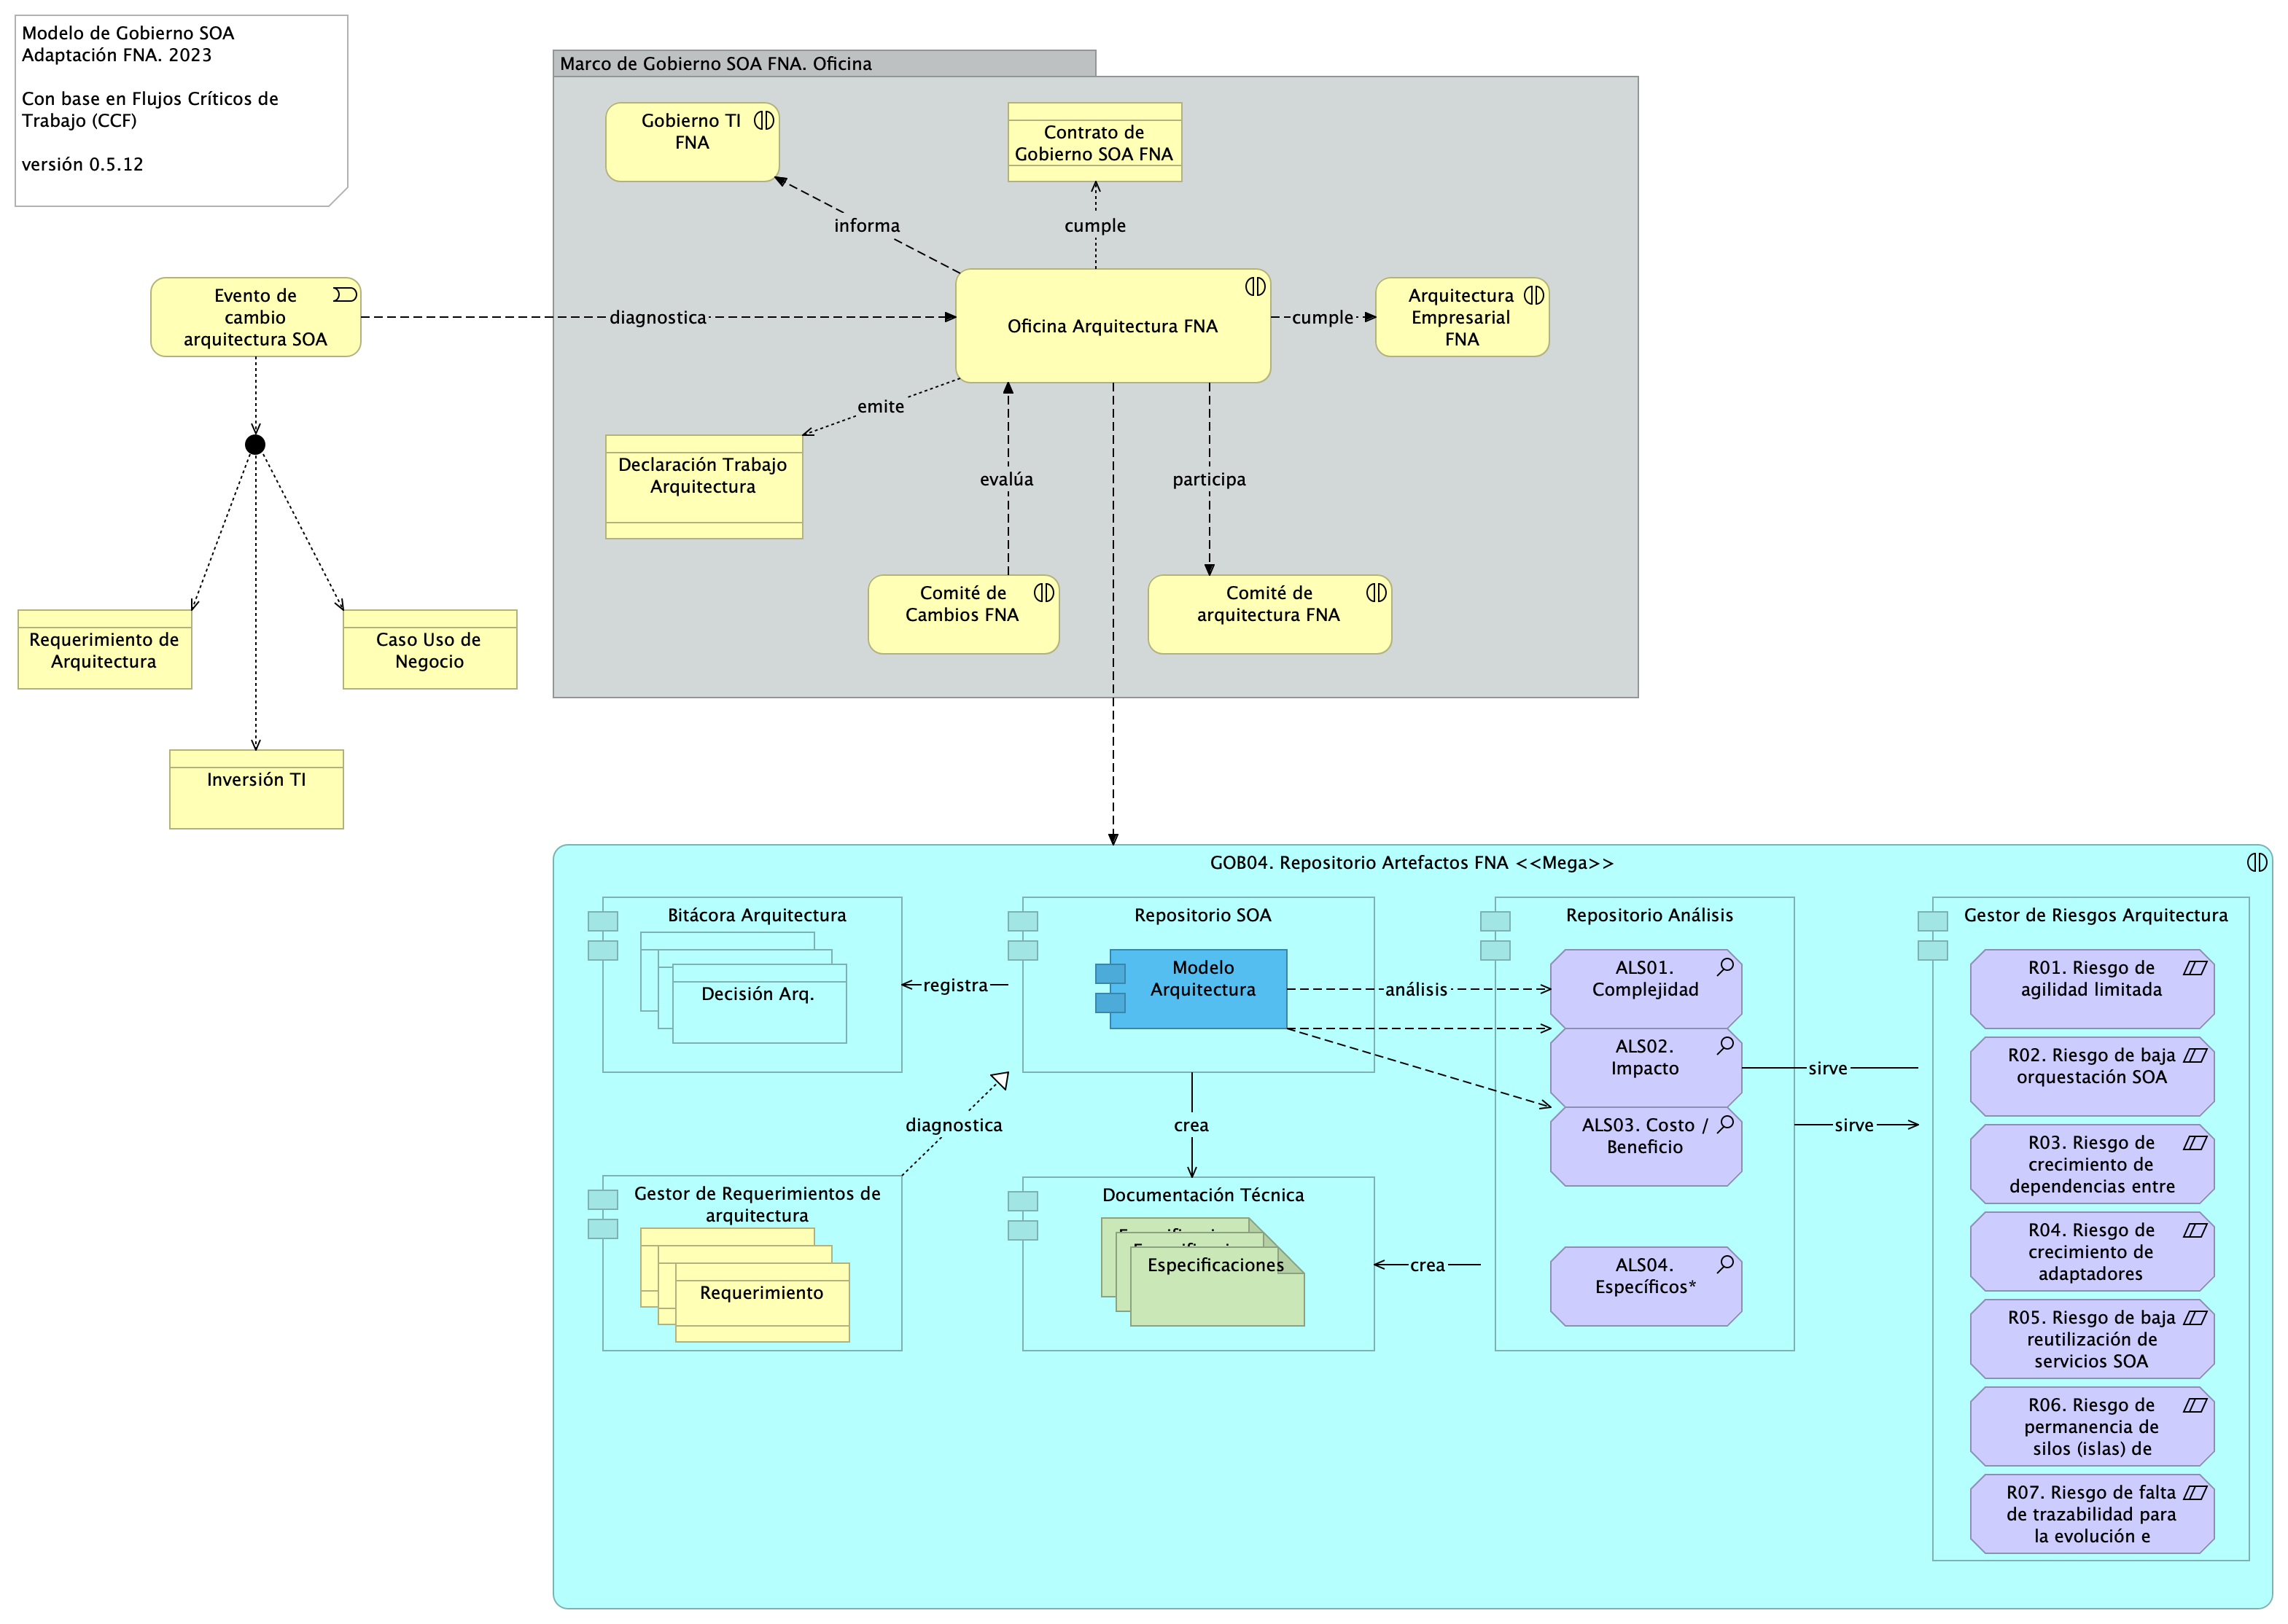 Modelo de Gobierno SOA
Adaptación FNA. 2023
Con base en Flujos Críticos de
Trabajo (CCF)
versión 0.5.12
Marco de Gobierno SOA FNA. Oficina
Gobierno TI
FNA
Contrato de
Gobierno SOA FNA
informa
cumple
Evento de
cambio
arquitectura SOA
diagnostica
Oficina Arquitectura FNA
cumple
Arquitectura
Empresarial
FNA
emite
Declaración Trabajo
Arquitectura
evalúa
participa
Comité de
Cambios FNA
Comité de
arquitectura FNA
Requerimiento de
Arquitectura
Caso Uso de
Negocio
Inversión TI
GOB04. Repositorio Artefactos FNA <<Mega>>
Bitácora Arquitectura
Decisión Arq.
registra
Repositorio SOA
Modelo
Arquitectura
análisis
Repositorio Análisis
ALS01.
Complejidad
ALS02.
Impacto
ALS03. Costo /
Beneficio
ALS04.
Específicos*
sirve
sirve
diagnostica
crea
Gestor de Requerimientos de
arquitectura
Requerimiento
Documentación Técnica
Especificaciones
crea
Gestor de Riesgos Arquitectura
R01. Riesgo de
agilidad limitada
R02. Riesgo de baja
orquestación SOA
R03. Riesgo de
crecimiento de
dependencias entre
R04. Riesgo de
crecimiento de
adaptadores
R05. Riesgo de baja
reutilización de
servicios SOA
R06. Riesgo de
permanencia de
silos (islas) de
R07. Riesgo de falta
de trazabilidad para
la evolución e